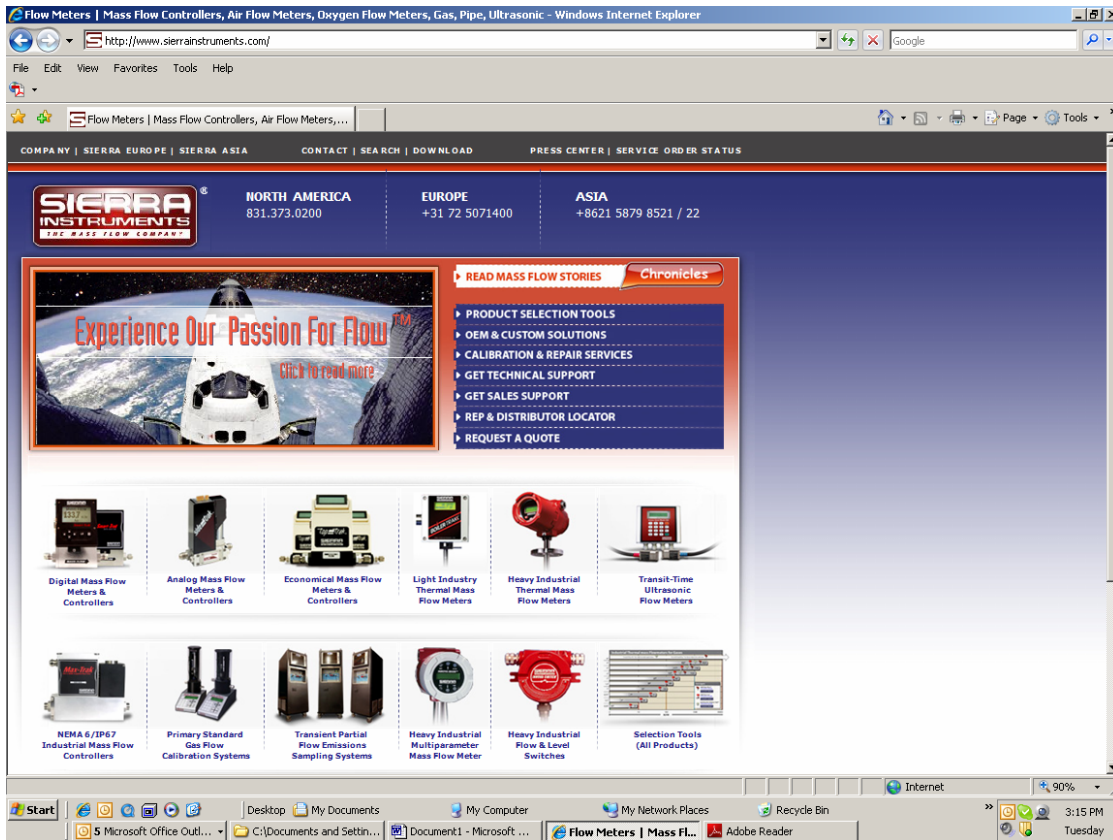 Flow Meters | Mass Flow Controllers, Air Flow Meters, Oxygen Flow Meters, Gas, Pipe, Ultrasonic - Windows Internet Explorer
http://www.sierrainstruments.com/
Google
File Edit View Favorites Tools Help
Flow Meters | Mass Flow Controllers, Air Flow Meters,...
Page Tools
COMPANY | SIERRA EUROPE | SIERRA ASIA CONTACT | SEARCH | DOWNLOAD PRESS CENTER | SERVICE ORDER STATUS
SIERRA®
INSTRUMENTS
THE MASS FLOW COMPANY
NORTH AMERICA
831.373.0200
EUROPE
+31 72 5071400
ASIA
+8621 5879 8521 / 22
Experience Our Passion For Flow™
Click to read more
READ MASS FLOW STORIES Chronicles
PRODUCT SELECTION TOOLS
OEM & CUSTOM SOLUTIONS
CALIBRATION & REPAIR SERVICES
GET TECHNICAL SUPPORT
GET SALES SUPPORT
REP & DISTRIBUTOR LOCATOR
REQUEST A QUOTE
Digital Mass Flow
Meters &
Controllers
Analog Mass Flow
Meters &
Controllers
Economical Mass Flow
Meters &
Controllers
Light Industry
Thermal Mass
Flow Meters
Heavy Industrial
Thermal Mass
Flow Meters
Transit-Time
Ultrasonic
Flow Meters
Max-Trak
NEMA 6/IP67
Industrial Mass Flow
Controllers
Primary Standard
Gas Flow
Calibration Systems
Transient Partial
Flow Emissions
Sampling Systems
Heavy Industrial
Multiparameter
Mass Flow Meter
Heavy Industrial
Flow & Level
Switches
Selection Tools
(All Products)
Internet 90%
Start Desktop My Documents My Computer My Network Places Recycle Bin » 3:15 PM
5 Microsoft Office Outl... C:\Documents and Settin... Document1 - Microsoft ... Flow Meters | Mass Fl... Adobe Reader Tuesday